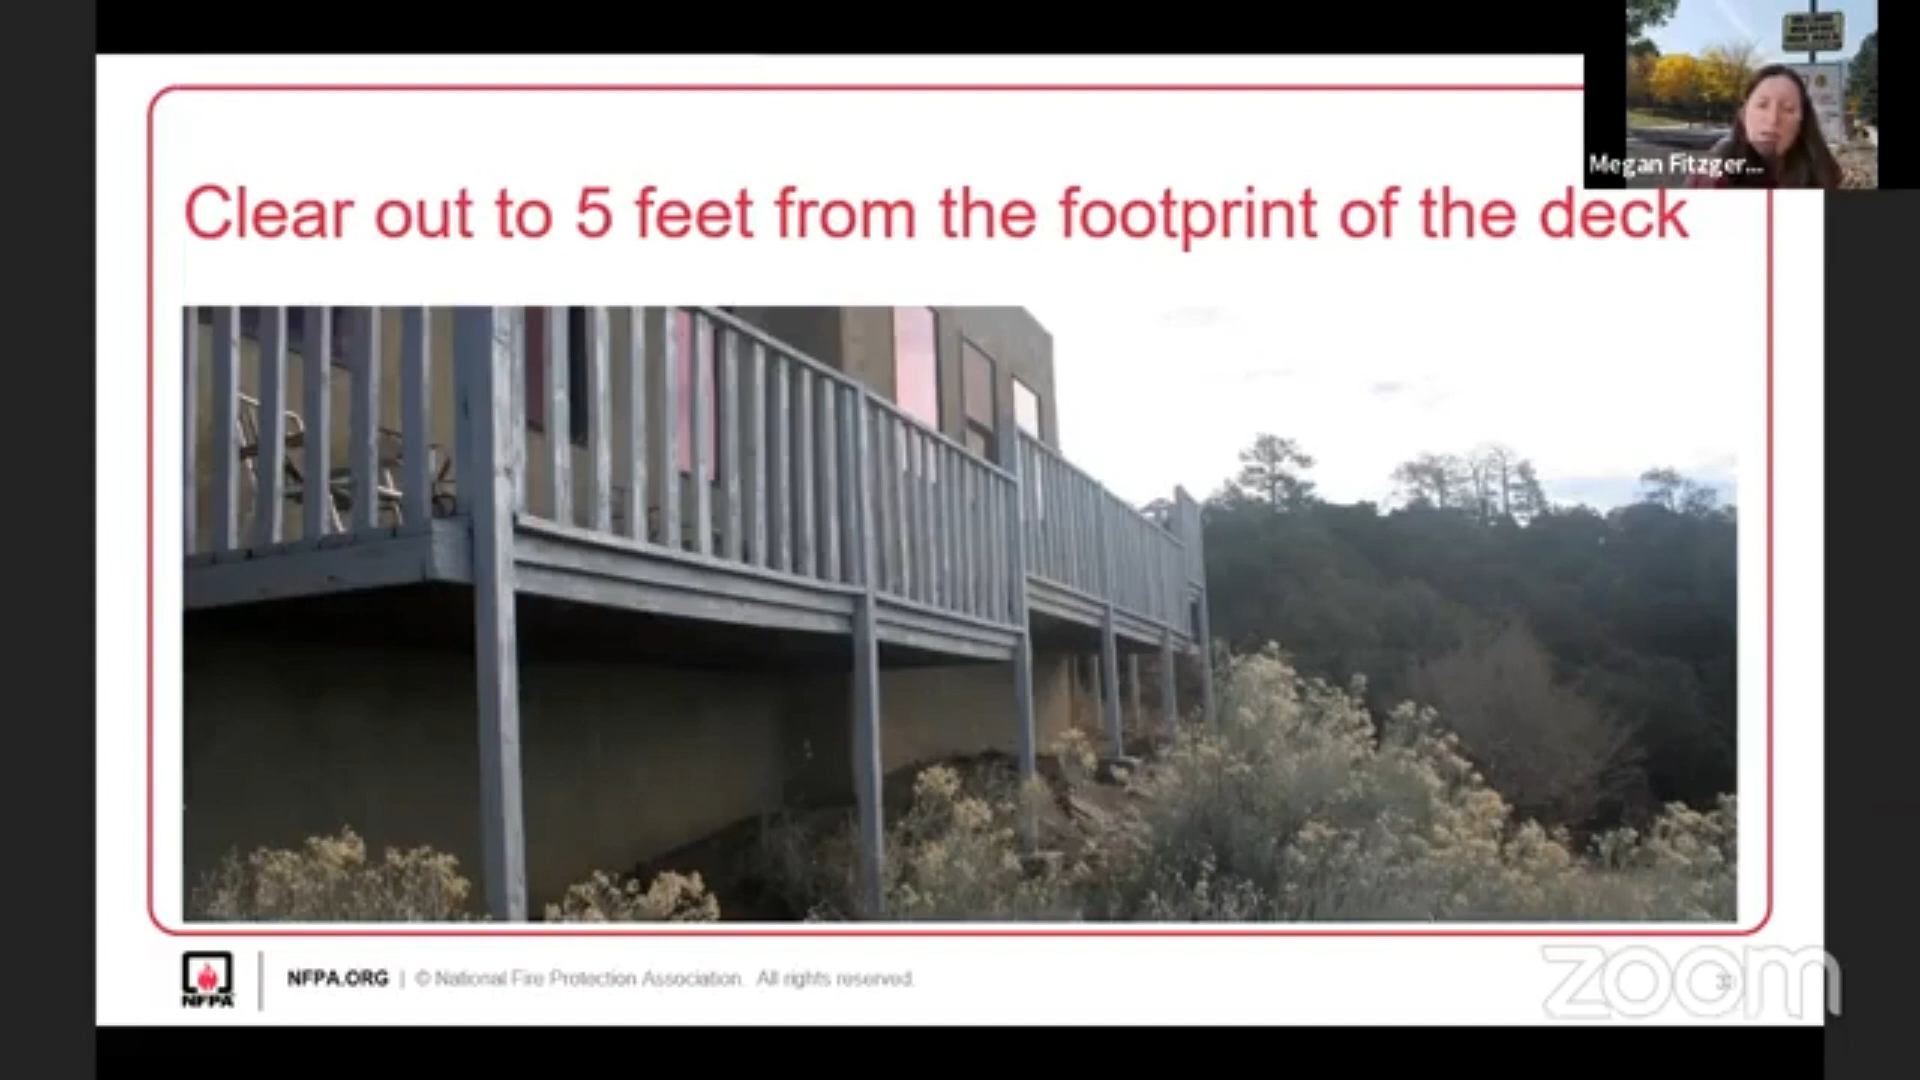 Megan Fitzger...
Clear out to 5 feet from the footprint of the deck
NFPA
NFPA.ORG | © National Fire Protection Association. All rights reserved.
zoom